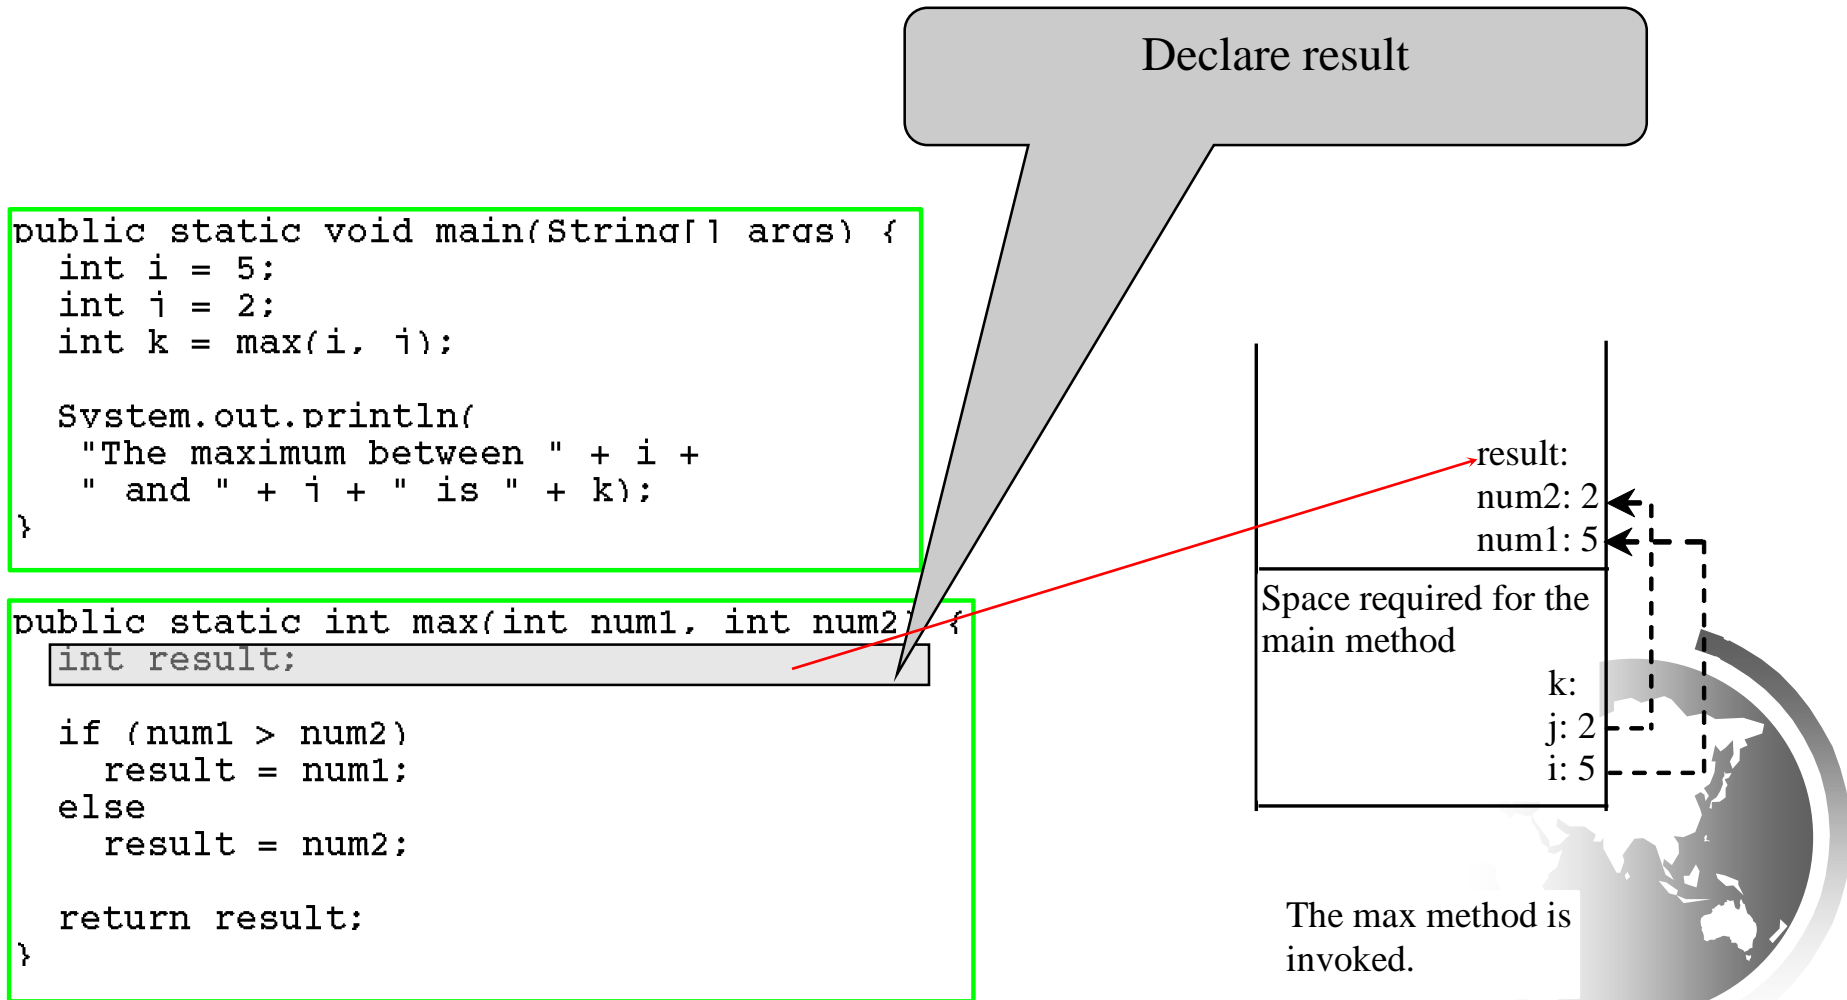 Declare result
public static void main(String[] args) {
  int i = 5;
  int j = 2;
  int k = max(i, j);
  System.out.println(
   "The maximum between " + i +
   " and " + j + " is " + k);
}
public static int max(int num1, int num2) {
  int result;
  if (num1 > num2)
    result = num1;
  else
    result = num2;
  return result;
}
result:
num2: 2
num1: 5
Space required for the
main method
k:
j: 2
i: 5
The max method is
invoked.